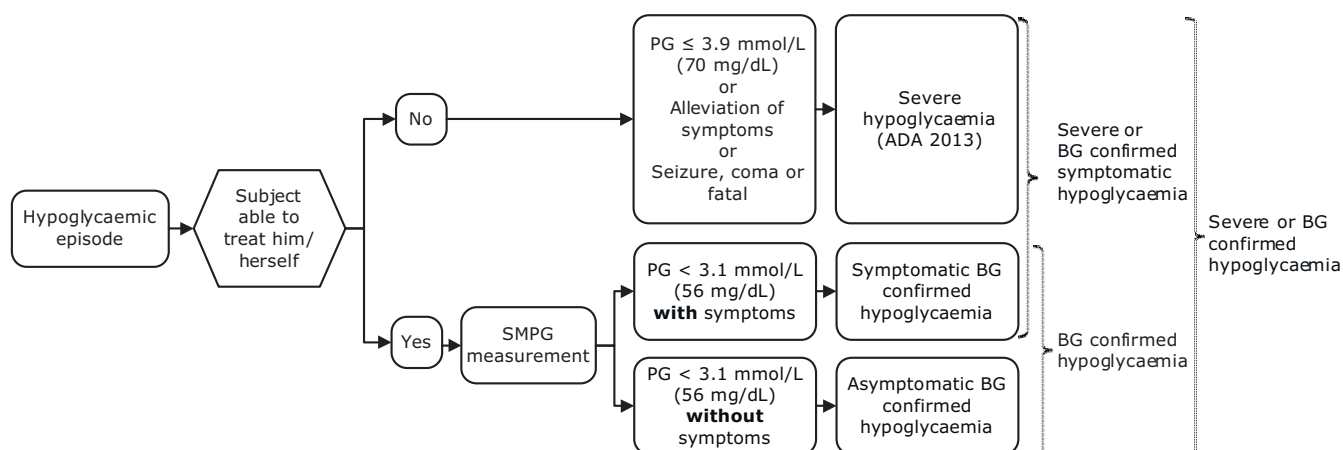 Hypoglycaemic
episode
Subject
able to
treat him/
herself
No
PG ≤ 3.9 mmol/L
(70 mg/dL)
or
Alleviation of
symptoms
or
Seizure, coma or
fatal
Severe
hypoglycaemia
(ADA 2013)
Yes
SMPG
measurement
PG < 3.1 mmol/L
(56 mg/dL)
with symptoms
Symptomatic BG
confirmed
hypoglycaemia
PG < 3.1 mmol/L
(56 mg/dL)
without
symptoms
Asymptomatic BG
confirmed
hypoglycaemia
Severe or
BG confirmed
symptomatic
hypoglycaemia
BG confirmed
hypoglycaemia
Severe or BG
confirmed
hypoglycaemia